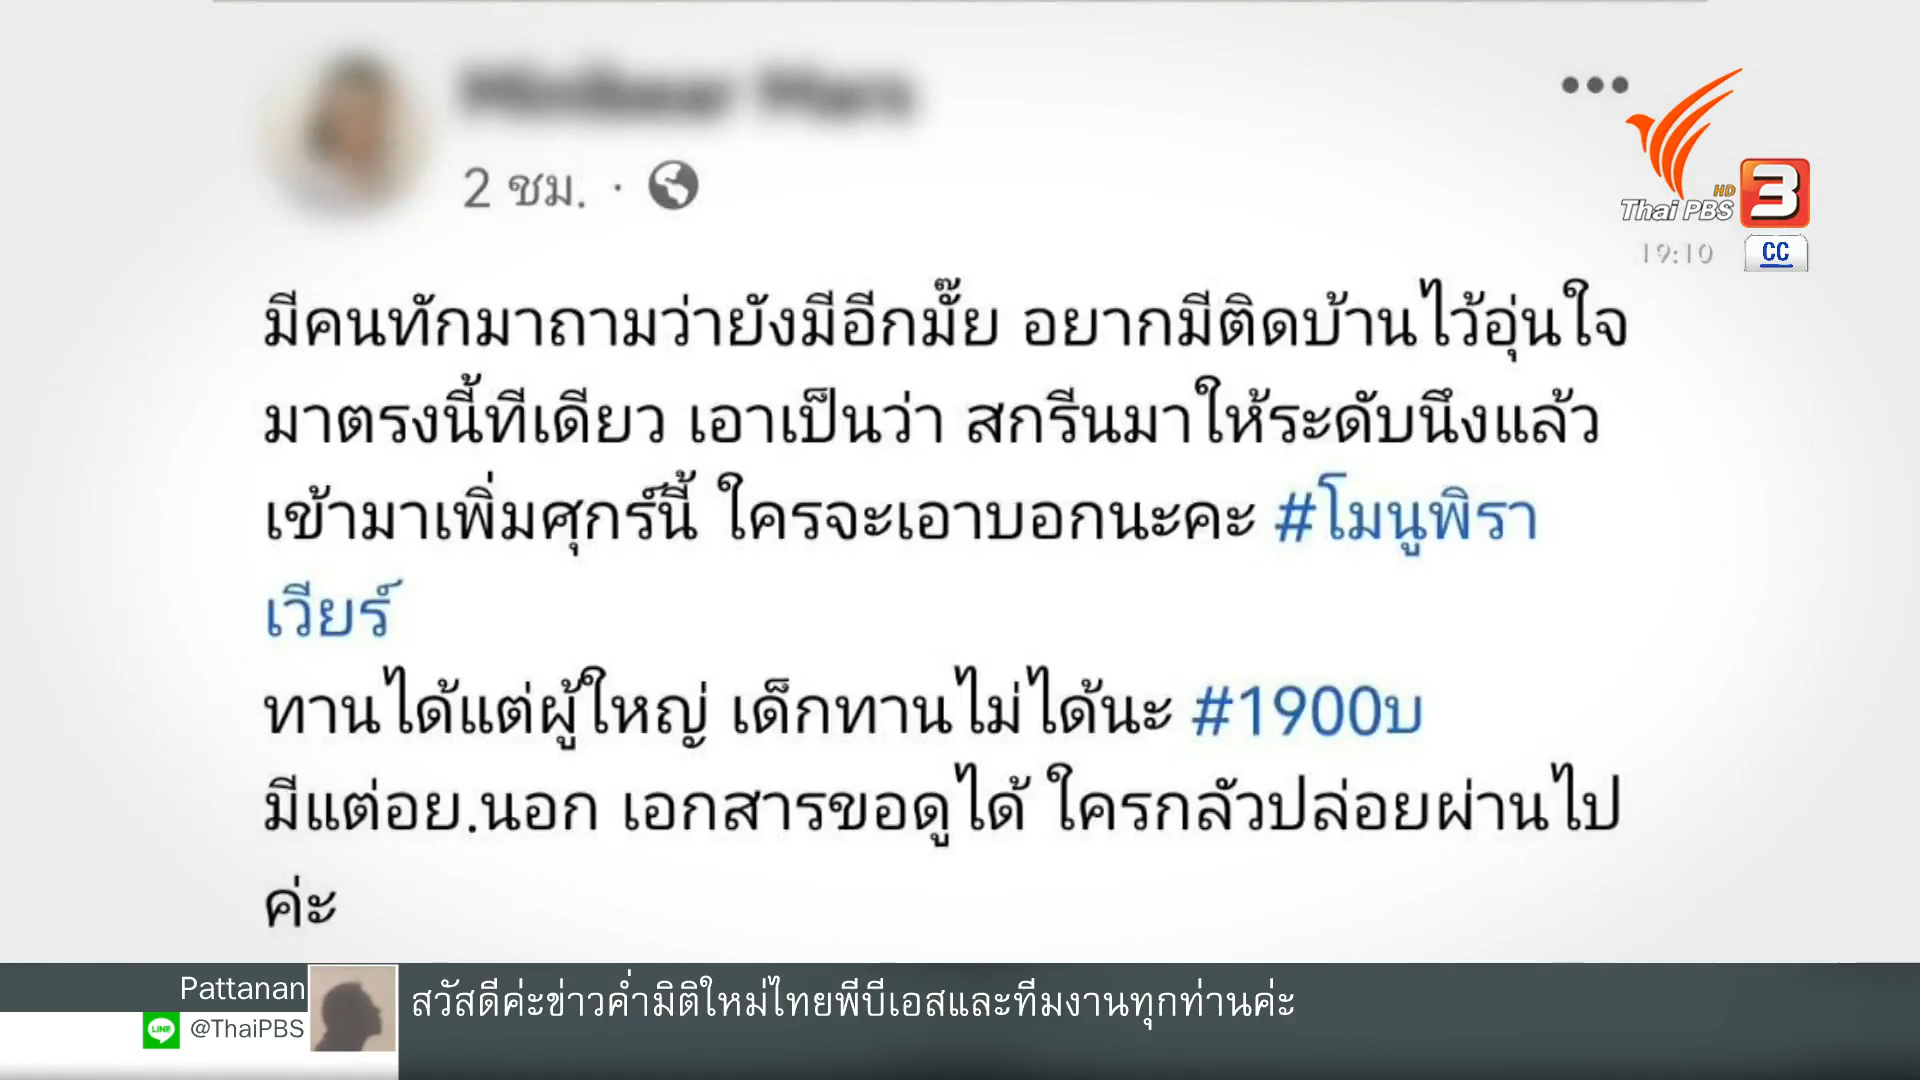 2 ชม. ·
HD
Thai PBS 3
19:10 CC
มีคนทักมาถามว่ายังมีอีกมั๊ย อยากมีติดบ้านไว้อุ่นใจ
มาตรงนี้ทีเดียว เอาเป็นว่า สกรีนมาให้ระดับนึงแล้ว
เข้ามาเพิ่มศุกร์นี้ ใครจะเอาบอกนะคะ #โมนูพิรา
เวียร์
ทานได้แต่ผู้ใหญ่ เด็กทานไม่ได้นะ #1900บ
มีแต่อย.นอก เอกสารขอดูได้ ใครกลัวปล่อยผ่านไป
ค่ะ
Pattanan
LINE @ThaiPBS
สวัสดีค่ะข่าวค่ำมิติใหม่ไทยพีบีเอสและทีมงานทุกท่านค่ะ